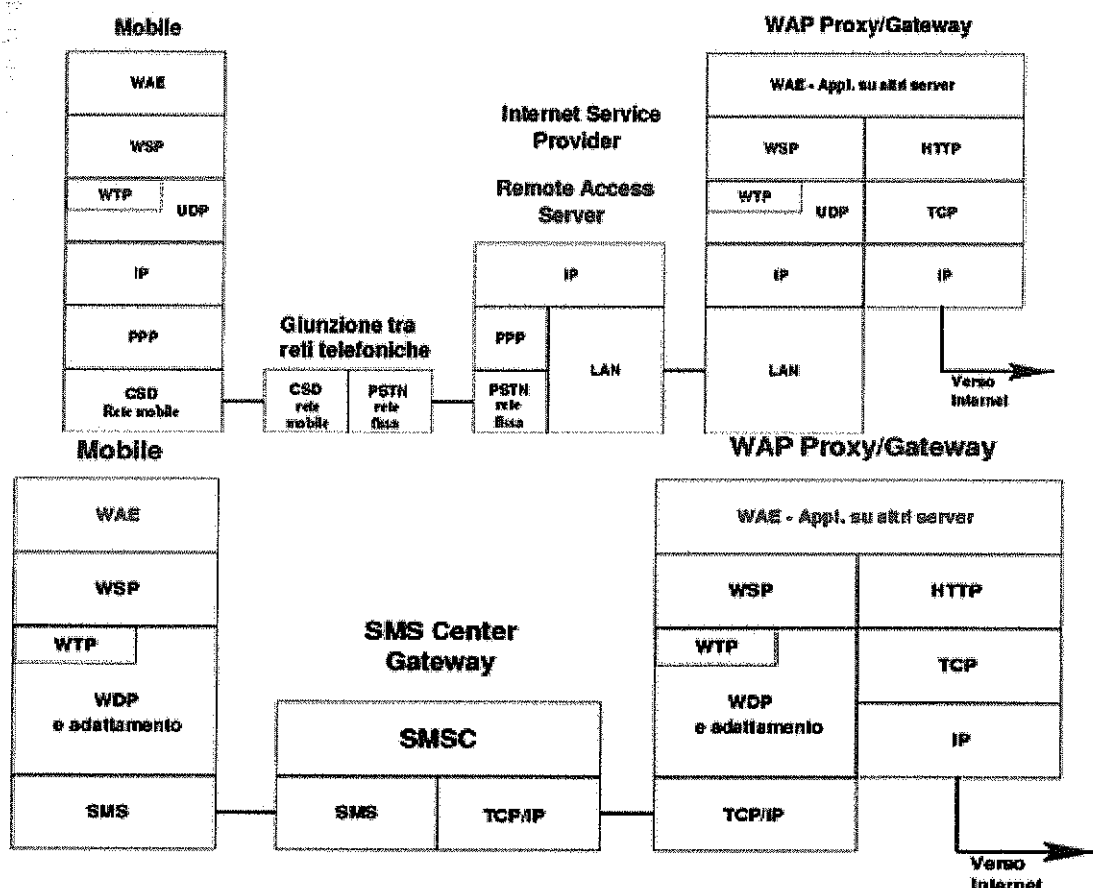 Mobile
WAE
WSP
WTP
UDP
IP
PPP
CSD
Rete mobile
Giunzione tra
reti telefoniche
CSD
rete
mobile
PSTN
rete
fissa
Internet Service
Provider
Remote Access
Server
IP
PPP
PSTN
rete
fissa
LAN
WAP Proxy/Gateway
WAE - Appl. su altri server
WSP
HTTP
WTP
UDP
TCP
IP
IP
LAN
Verso
Internet
Mobile
WAE
WSP
WTP
WDP
e adattamento
SMS
SMS Center
Gateway
SMSC
SMS
TCP/IP
WAP Proxy/Gateway
WAE - Appl. su altri server
WSP
HTTP
WTP
WDP
e adattamento
TCP
IP
TCP/IP
Verso
Internet